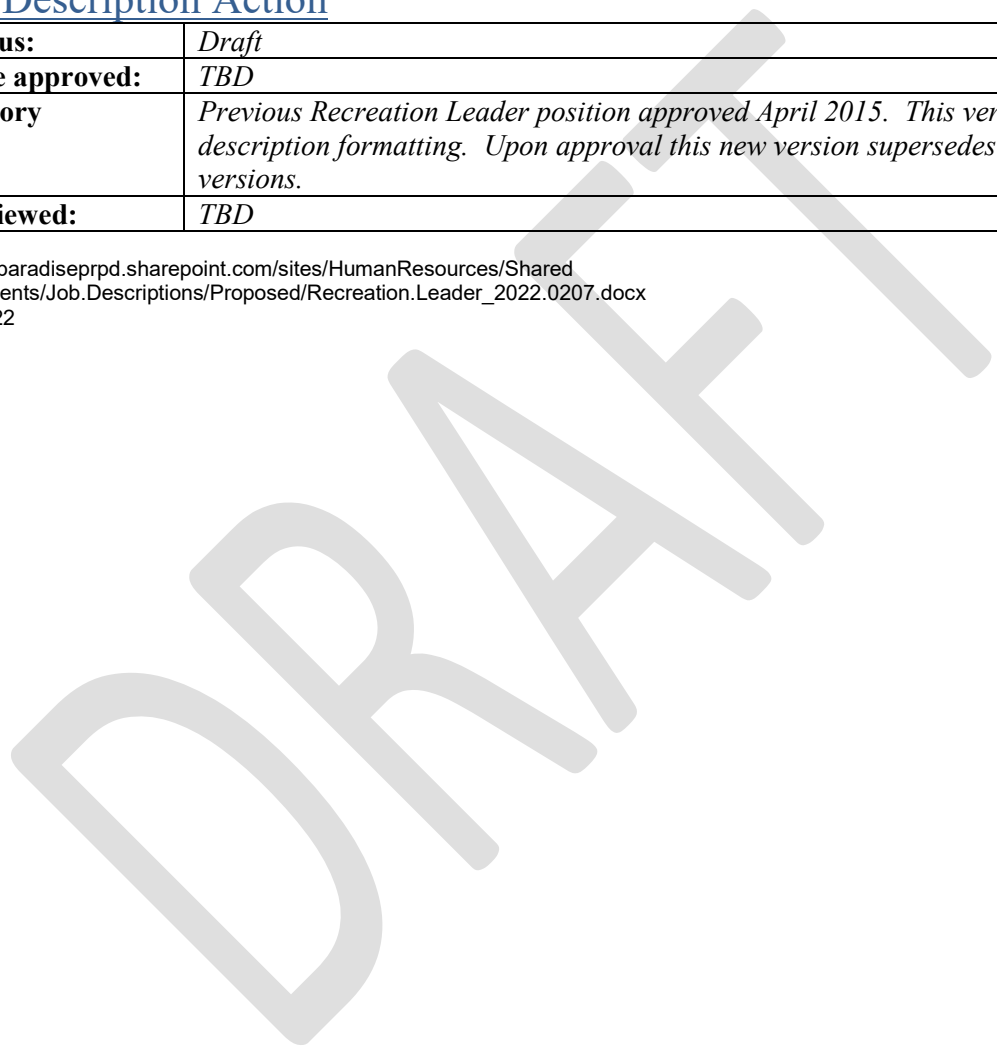 Description Action
us: Draft
e approved: TBD
ory Previous Recreation Leader position approved April 2015. This ver
description formatting. Upon approval this new version supersedes
versions.
iewed: TBD
paradiseprpd.sharepoint.com/sites/HumanResources/Shared
ents/Job.Descriptions/Proposed/Recreation.Leader_2022.0207.docx
22
DRAFT